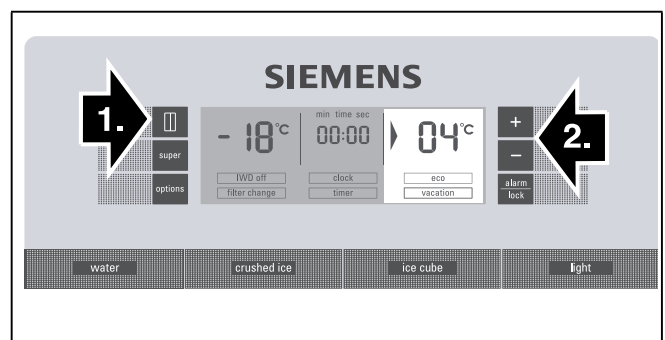 SIEMENS
1.
super
options
- 18°C
min time sec
00:00
04°C
IWD off
clock
eco
filter change
timer
vacation
+
-
alarm
lock
2.
water
crushed ice
ice cube
light